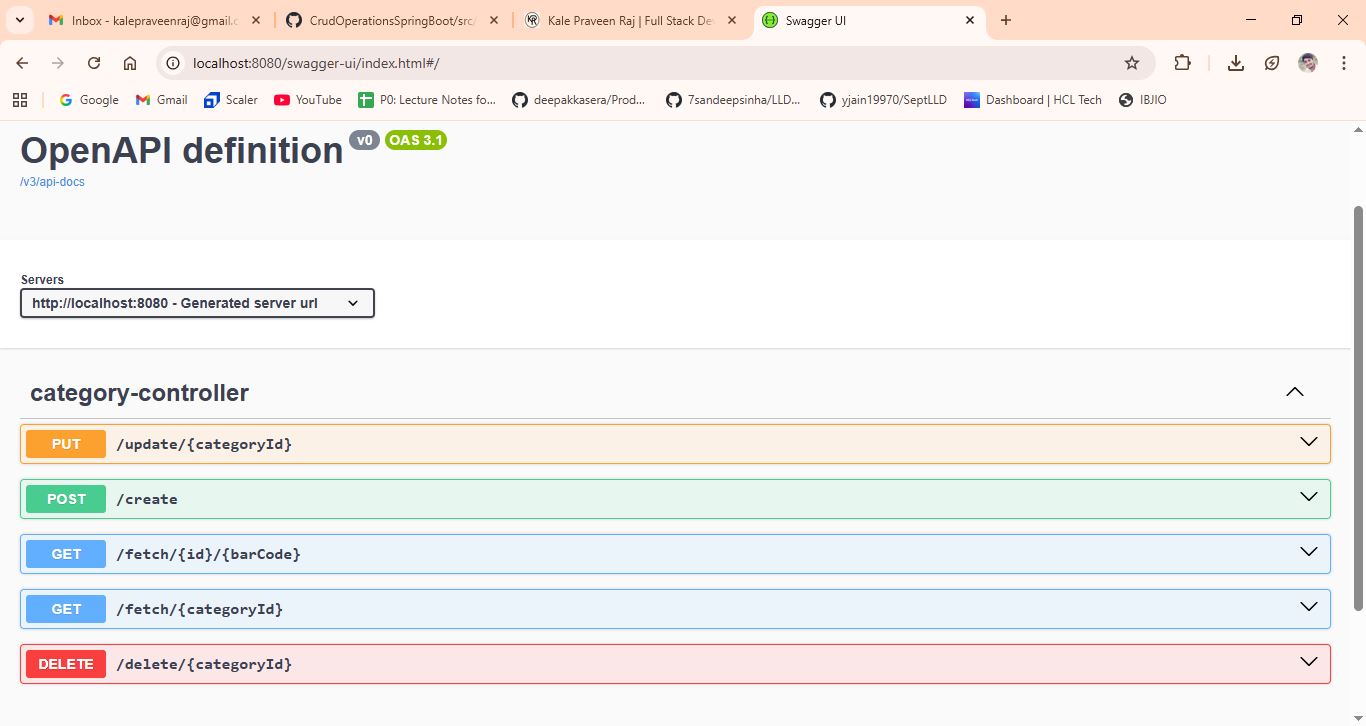 Inbox - kalepraveenraj@gmail.c
CrudOperationsSpringBoot/src/
Kale Praveen Raj | Full Stack De
Swagger UI
localhost:8080/swagger-ui/index.html#/
Google
Gmail
Scaler
YouTube
P0: Lecture Notes fo...
deepakkasera/Prod...
7sandeepsinha/LLD...
yjain19970/SeptLLD
Dashboard | HCL Tech
IBJIO
OpenAPI definition v0 OAS 3.1
/v3/api-docs
Servers
http://localhost:8080 - Generated server url
category-controller
PUT /update/{categoryId}
POST /create
GET /fetch/{id}/{barCode}
GET /fetch/{categoryId}
DELETE /delete/{categoryId}